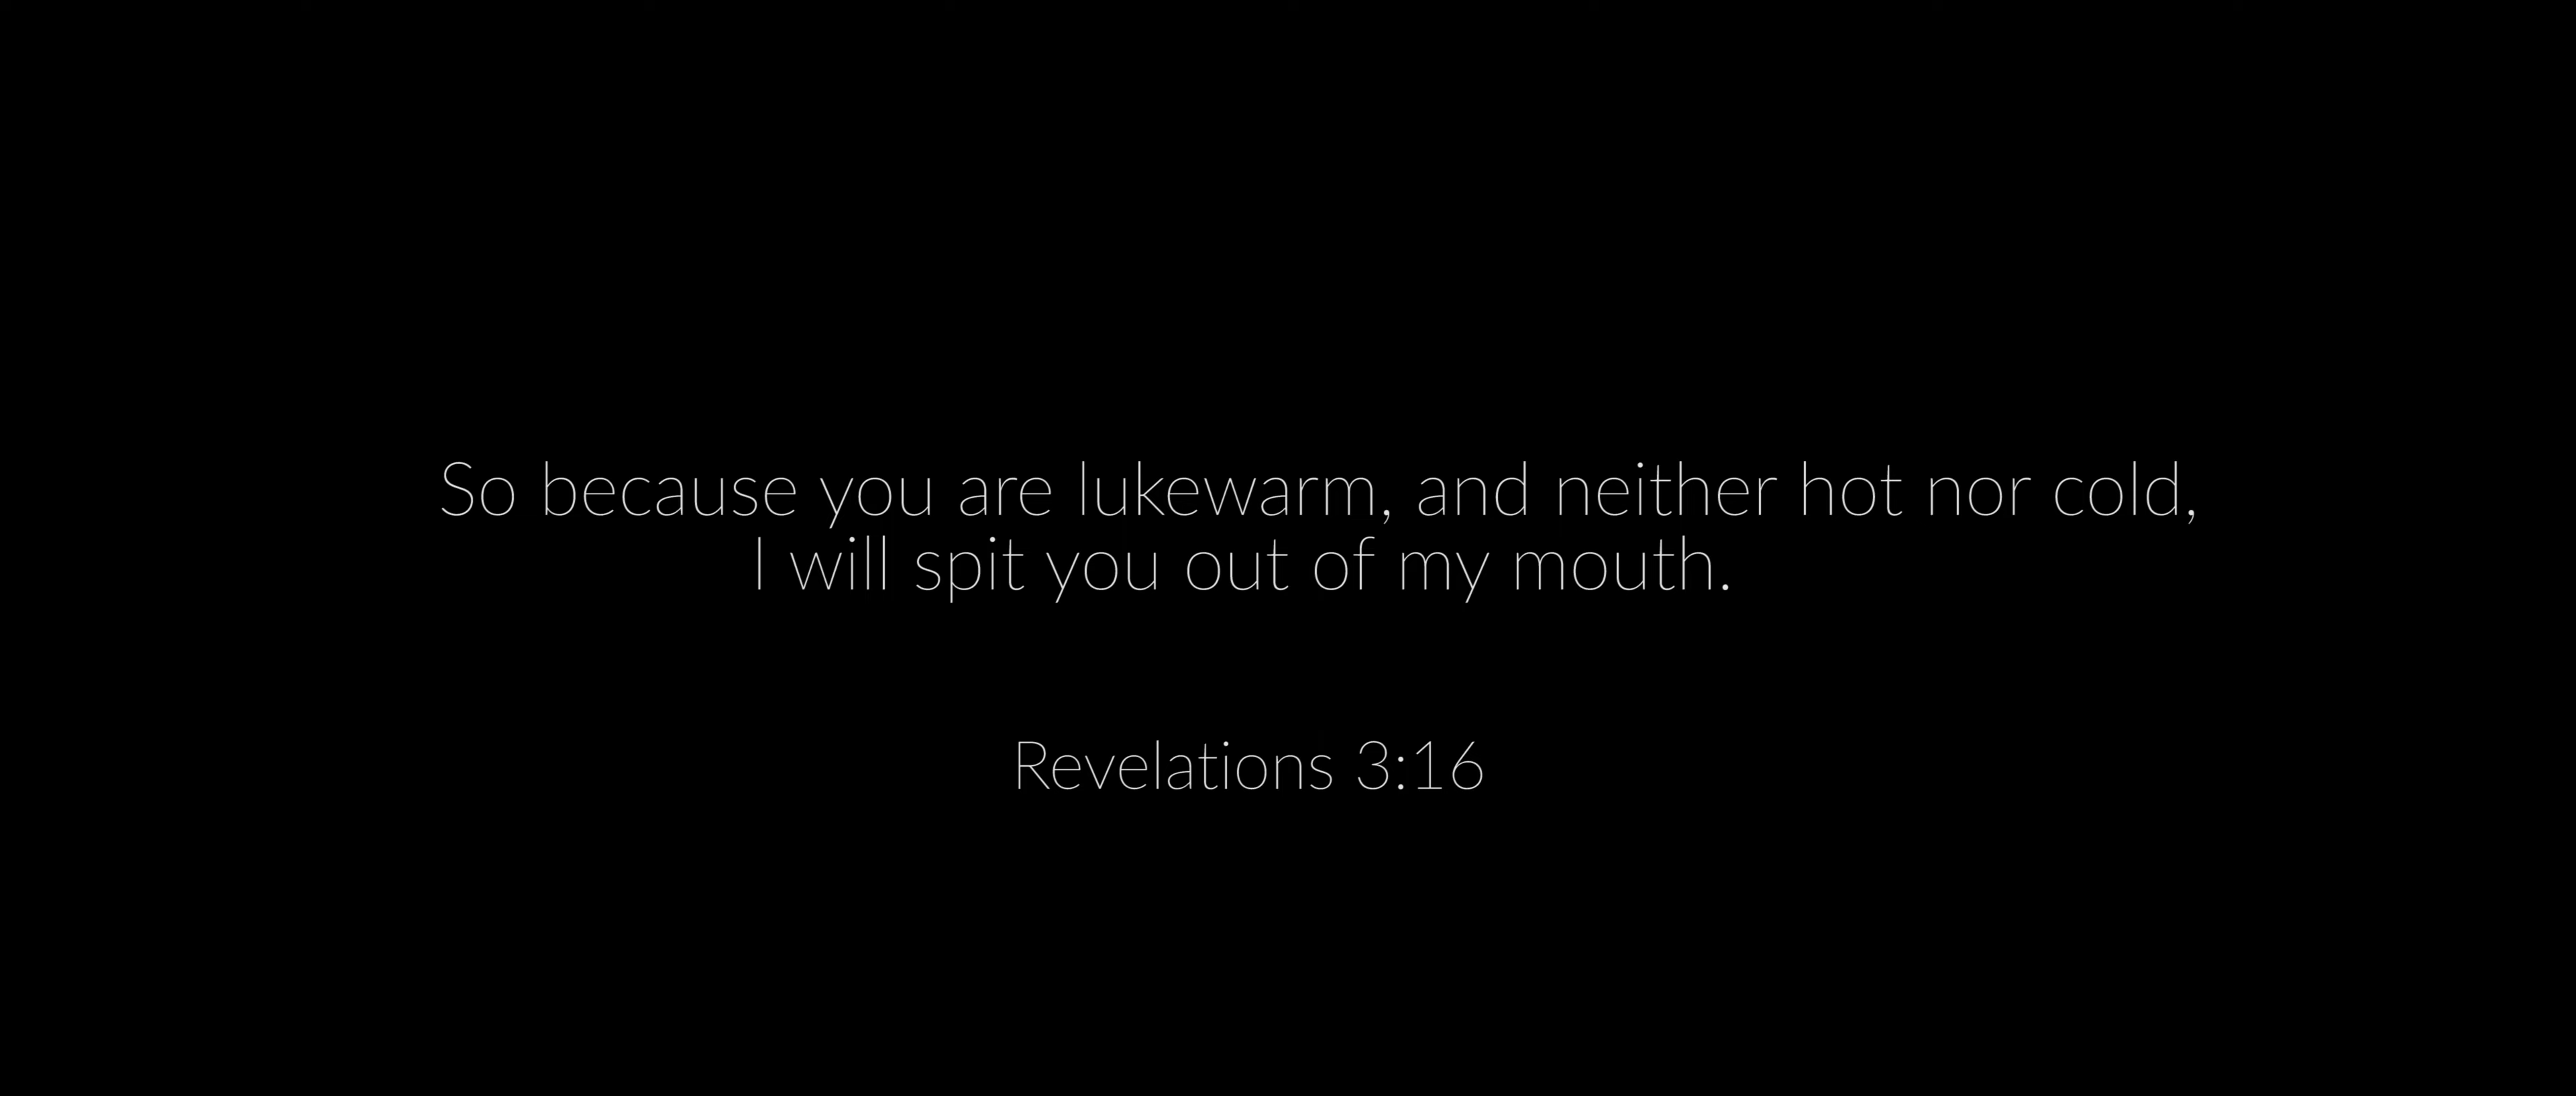 So because you are lukewarm, and neither hot nor cold,
I will spit you out of my mouth.
Revelations 3:16